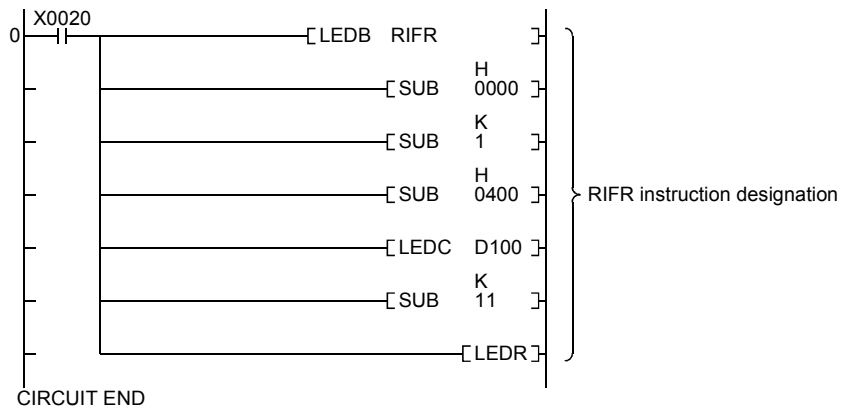 X0020
0 LEDB RIFR
H
SUB 0000
K
SUB 1
H
SUB 0400
RIFR instruction designation
LEDC D100
K
SUB 11
LEDR
CIRCUIT END